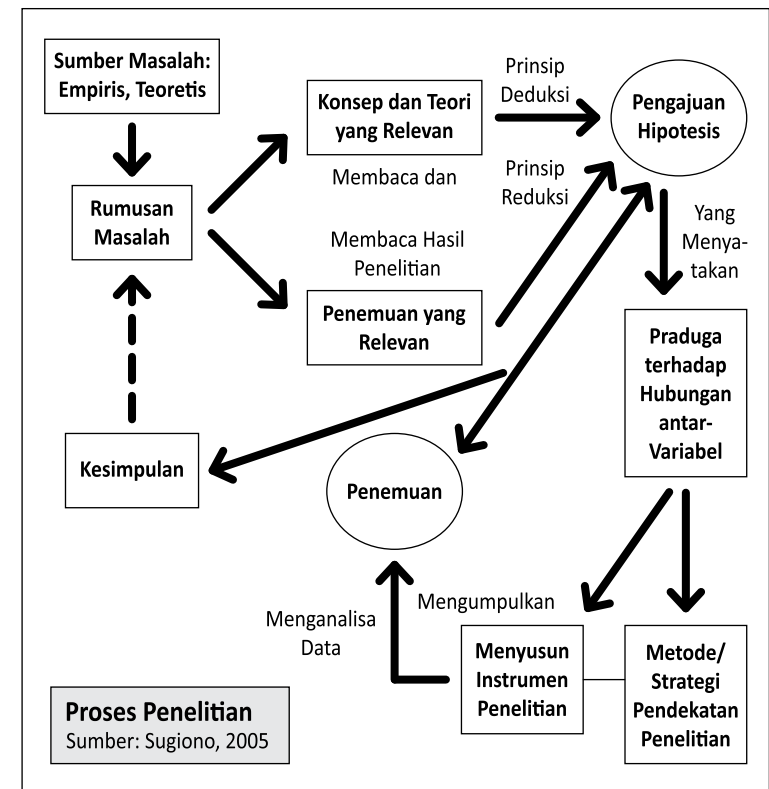 Sumber Masalah:
Empiris, Teoretis
Rumusan
Masalah
Konsep dan Teori
yang Relevan
Membaca dan
Membaca Hasil
Penelitian
Penemuan yang
Relevan
Prinsip
Deduksi
Prinsip
Reduksi
Pengajuan
Hipotesis
Yang
Menya-
takan
Praduga
terhadap
Hubungan
antar-
Variabel
Metode/
Strategi
Pendekatan
Penelitian
Menyusun
Instrumen
Penelitian
Mengumpulkan
Menganalisa
Data
Penemuan
Kesimpulan
Proses Penelitian
Sumber: Sugiono, 2005